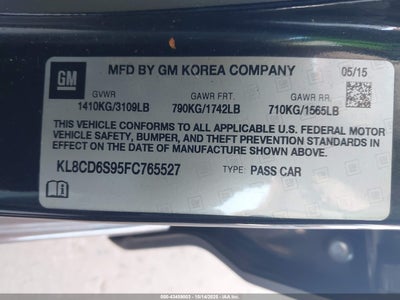 GM
MFD BY GM KOREA COMPANY
05/15
GVWR GAWR FRT. GAWR RR.
1410KG/3109LB 790KG/1742LB 710KG/1565LB
THIS VEHICLE CONFORMS TO ALL APPLICABLE U.S. FEDERAL MOTOR
VEHICLE SAFETY, BUMPER, AND THEFT PREVENTION STANDARDS IN
EFFECT ON THE DATE OF MANUFACTURE SHOWN ABOVE.
KL8CD6S95FC765527 TYPE: PASS CAR